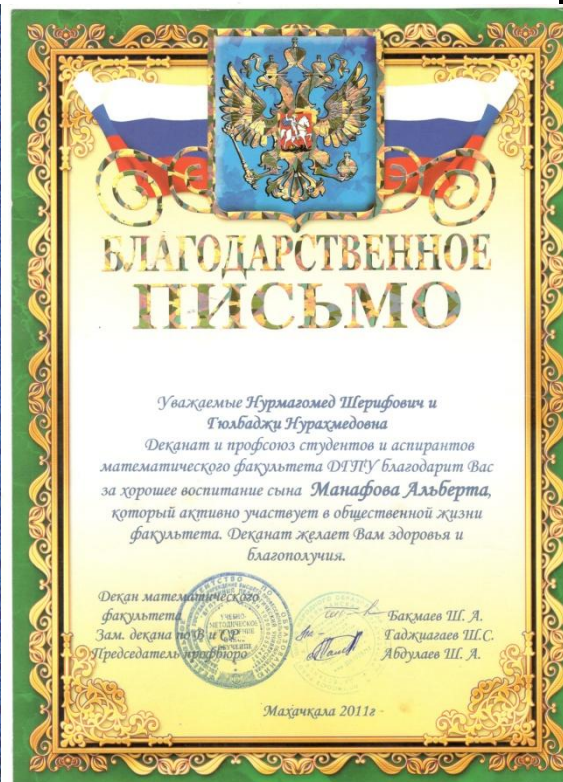 БЛАГОДАРСТВЕННОЕ
ПИСЬМО
Уважаемые Нурмагомед Шерифович и
Гюлбаджи Нурахмедовна
Деканат и профсоюз студентов и аспирантов
математического факультета ДГПУ благодарит Вас
за хорошее воспитание сына Манафова Альберта,
который активно участвует в общественной жизни
факультета. Деканат желает Вам здоровья и
благополучия.
Декан математического
факультета Бакмаев Ш. А.
Зам. декана по В и СР Гаджиагаев Ш.С.
Председатель профбюро Абдулаев Ш. А.
Махачкала 2011г